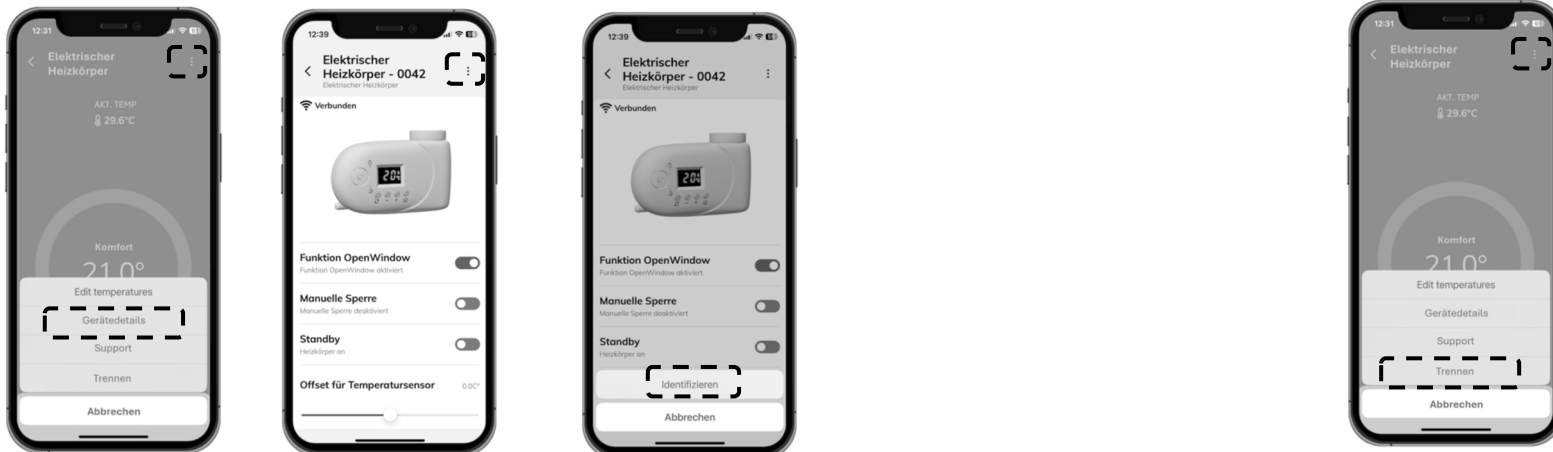 12:31
Elektrischer
Heizkörper
AKT. TEMP
29.6°C
Komfort
21.0°
Edit temperatures
Gerätedetails
Support
Trennen
Abbrechen
12:39
Elektrischer
Heizkörper - 0042
Elektrischer Heizkörper
Verbunden
20
Funktion OpenWindow
Funktion OpenWindow aktiviert
Manuelle Sperre
Manuelle Sperre deaktiviert
Standby
Heizkörper an
Offset für Temperatursensor 0.0C°
12:39
Elektrischer
Heizkörper - 0042
Elektrischer Heizkörper
Verbunden
20
Funktion OpenWindow
Funktion OpenWindow aktiviert
Manuelle Sperre
Manuelle Sperre deaktiviert
Standby
Heizkörper an
Identifizieren
Abbrechen
12:31
Elektrischer
Heizkörper
AKT. TEMP
29.6°C
Komfort
21.0°
Edit temperatures
Gerätedetails
Support
Trennen
Abbrechen